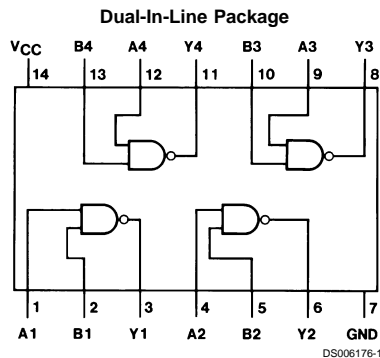 Dual-In-Line Package
VCC B4 A4 Y4 B3 A3 Y3
14 13 12 11 10 9 8
1 2 3 4 5 6 7
A1 B1 Y1 A2 B2 Y2 GND
DS006176-1